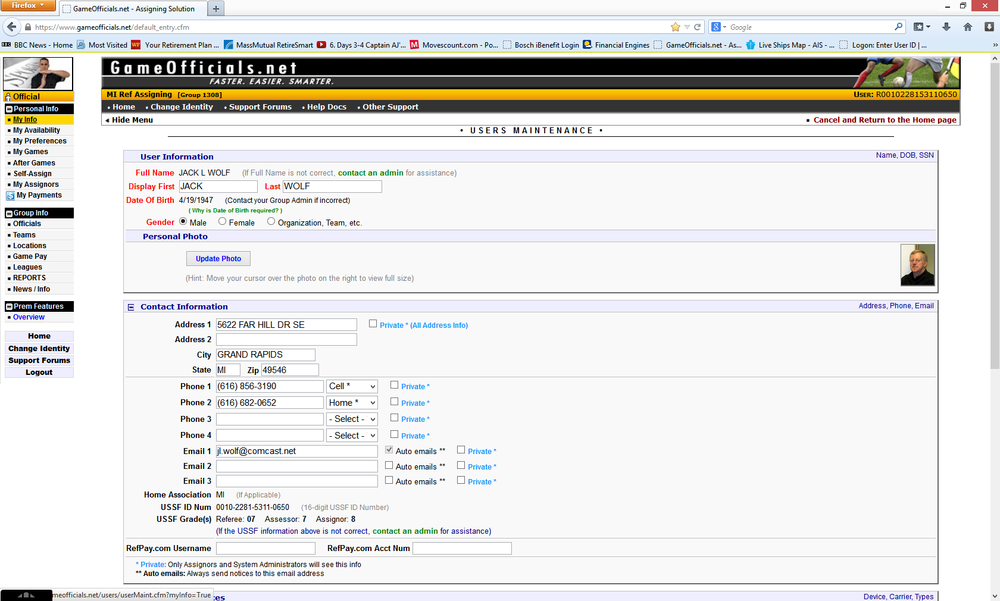 Firefox
GameOfficials.net - Assigning Solution
https://www.gameofficials.net/default_entry.cfm
Google
BBC News - Home
Most Visited
WF Your Retirement Plan ...
MassMutual RetireSmart
6. Days 3-4 Captain AJ'...
M Movescount.com - Po...
Bosch iBenefit Login
Financial Engines
GameOfficials.net - As...
Live Ships Map - AIS - ...
Logon: Enter User ID | ...
GameOfficials.net
FASTER. EASIER. SMARTER.
MI Ref Assigning [Group 1308]
USER: R0010228153110650
• Home • Change Identity • Support Forums • Help Docs • Other Support
Hide Menu
Cancel and Return to the Home page
Official
Personal Info
My Info
My Availability
My Preferences
My Games
After Games
Self-Assign
My Assignors
My Payments
Group Info
Officials
Teams
Locations
Game Pay
Leagues
REPORTS
News / Info
Prem Features
Overview
Home
Change Identity
Support Forums
Logout
• USERS MAINTENANCE •
User Information
Name, DOB, SSN
Full Name JACK L WOLF (If Full Name is not correct, contact an admin for assistance)
Display First JACK Last WOLF
Date Of Birth 4/19/1947 (Contact your Group Admin if incorrect)
( Why is Date of Birth required? )
Gender Male Female Organization, Team, etc.
Personal Photo
Update Photo
(Hint: Move your cursor over the photo on the right to view full size)
Contact Information
Address, Phone, Email
Address 1 5622 FAR HILL DR SE Private * (All Address Info)
Address 2
City GRAND RAPIDS
State MI Zip 49546
Phone 1 (616) 856-3190 Cell * Private *
Phone 2 (616) 682-0652 Home * Private *
Phone 3 - Select - Private *
Phone 4 - Select - Private *
Email 1 jl.wolf@comcast.net Auto emails ** Private *
Email 2 Auto emails ** Private *
Email 3 Auto emails ** Private *
Home Association MI (If Applicable)
USSF ID Num 0010-2281-5311-0650 (16-digit USSF ID Number)
USSF Grade(s) Referee: 07 Assessor: 7 Assignor: 8
(If the USSF information above is not correct, contact an admin for assistance)
RefPay.com Username RefPay.com Acct Num
* Private: Only Assignors and System Administrators will see this info
** Auto emails: Always send notices to this email address
meofficials.net/users/userMaint.cfm?myInfo=True
ces
Device, Carrier, Types